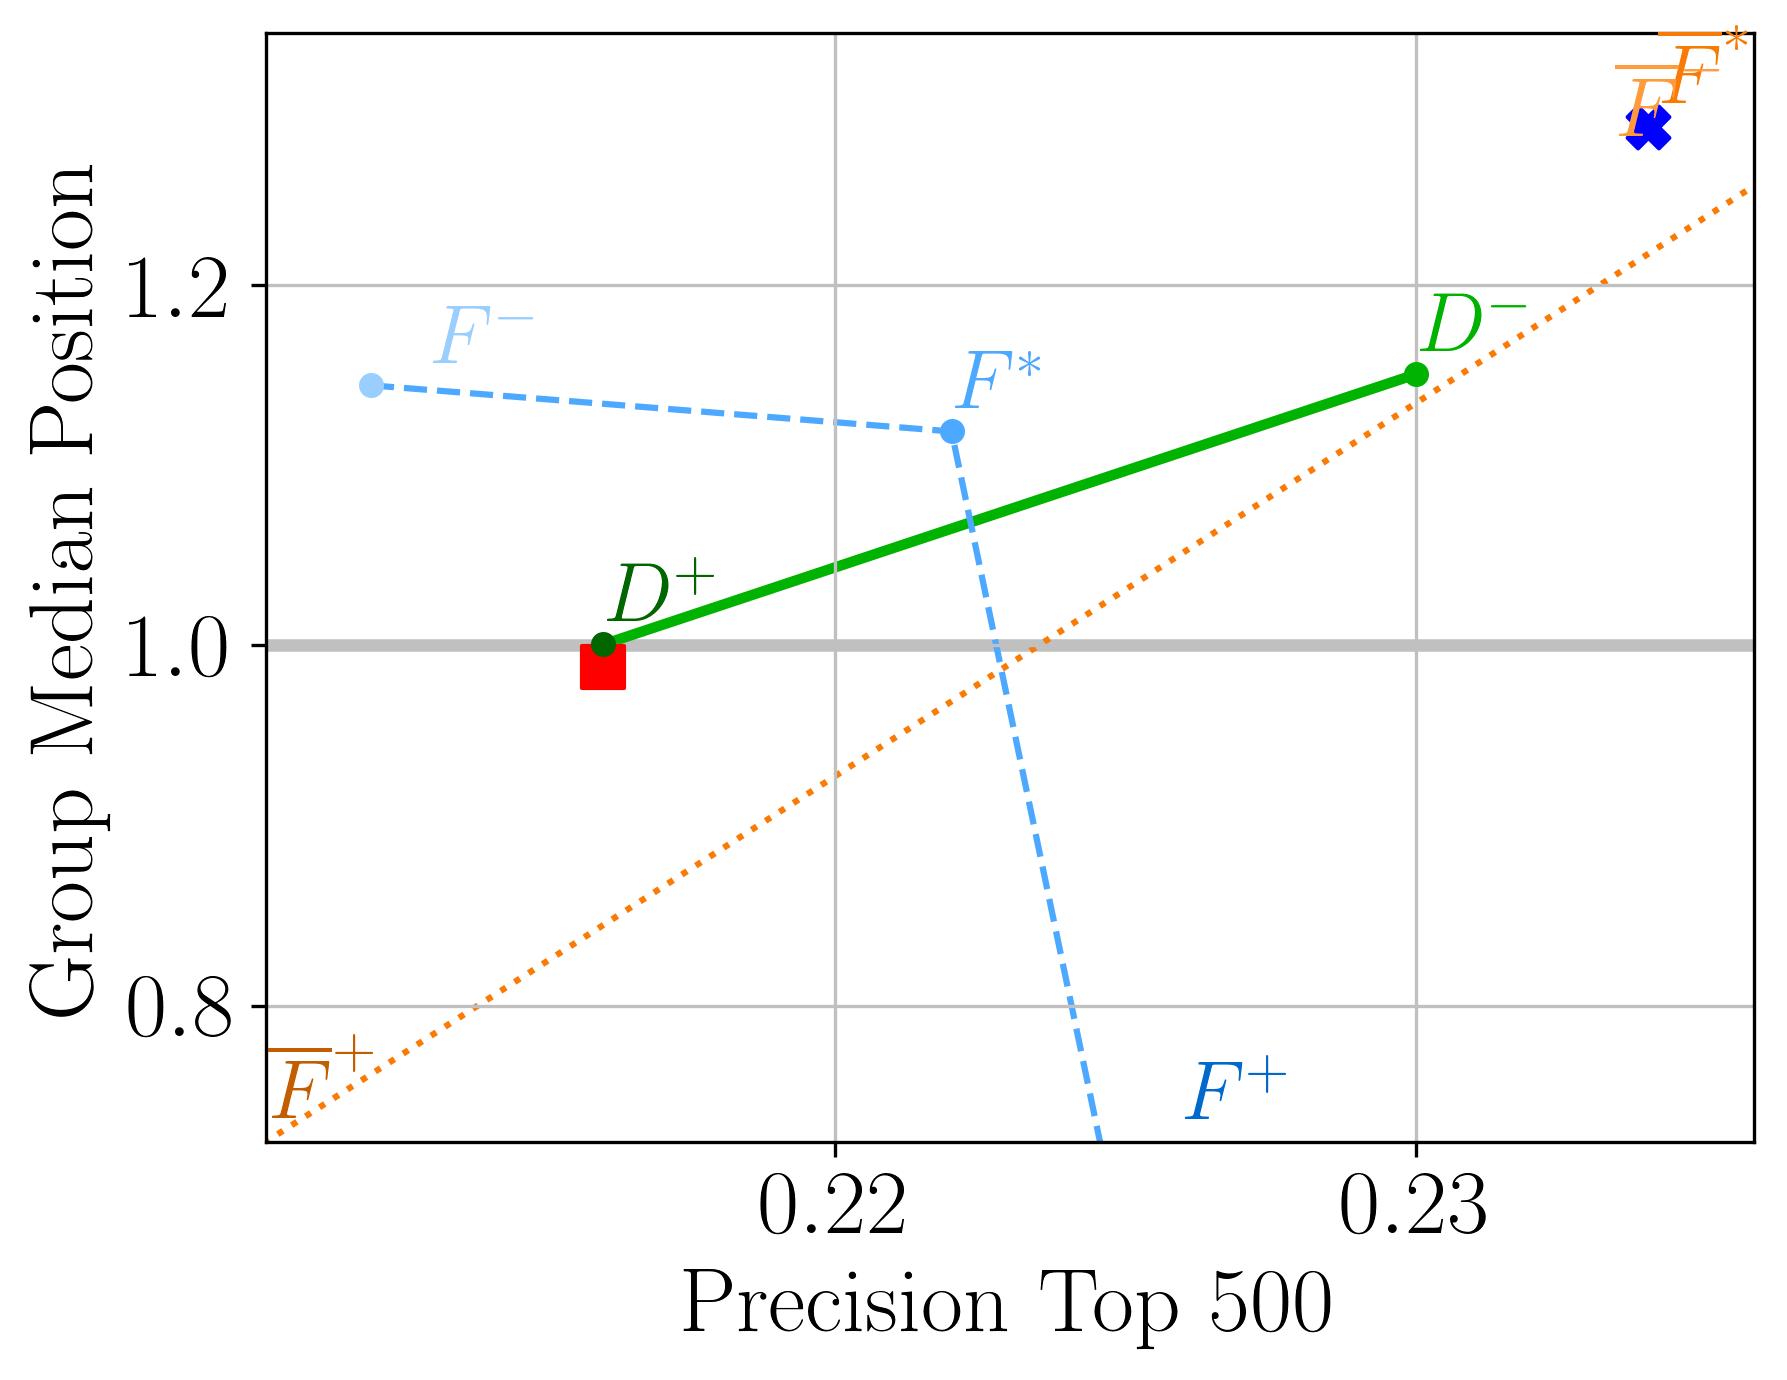 F̅*
F̅⁻
1.2
F⁻
D⁻
F*
D⁺
1.0
0.8
F̅⁺
F⁺
0.22
0.23
Precision Top 500
Group Median Position